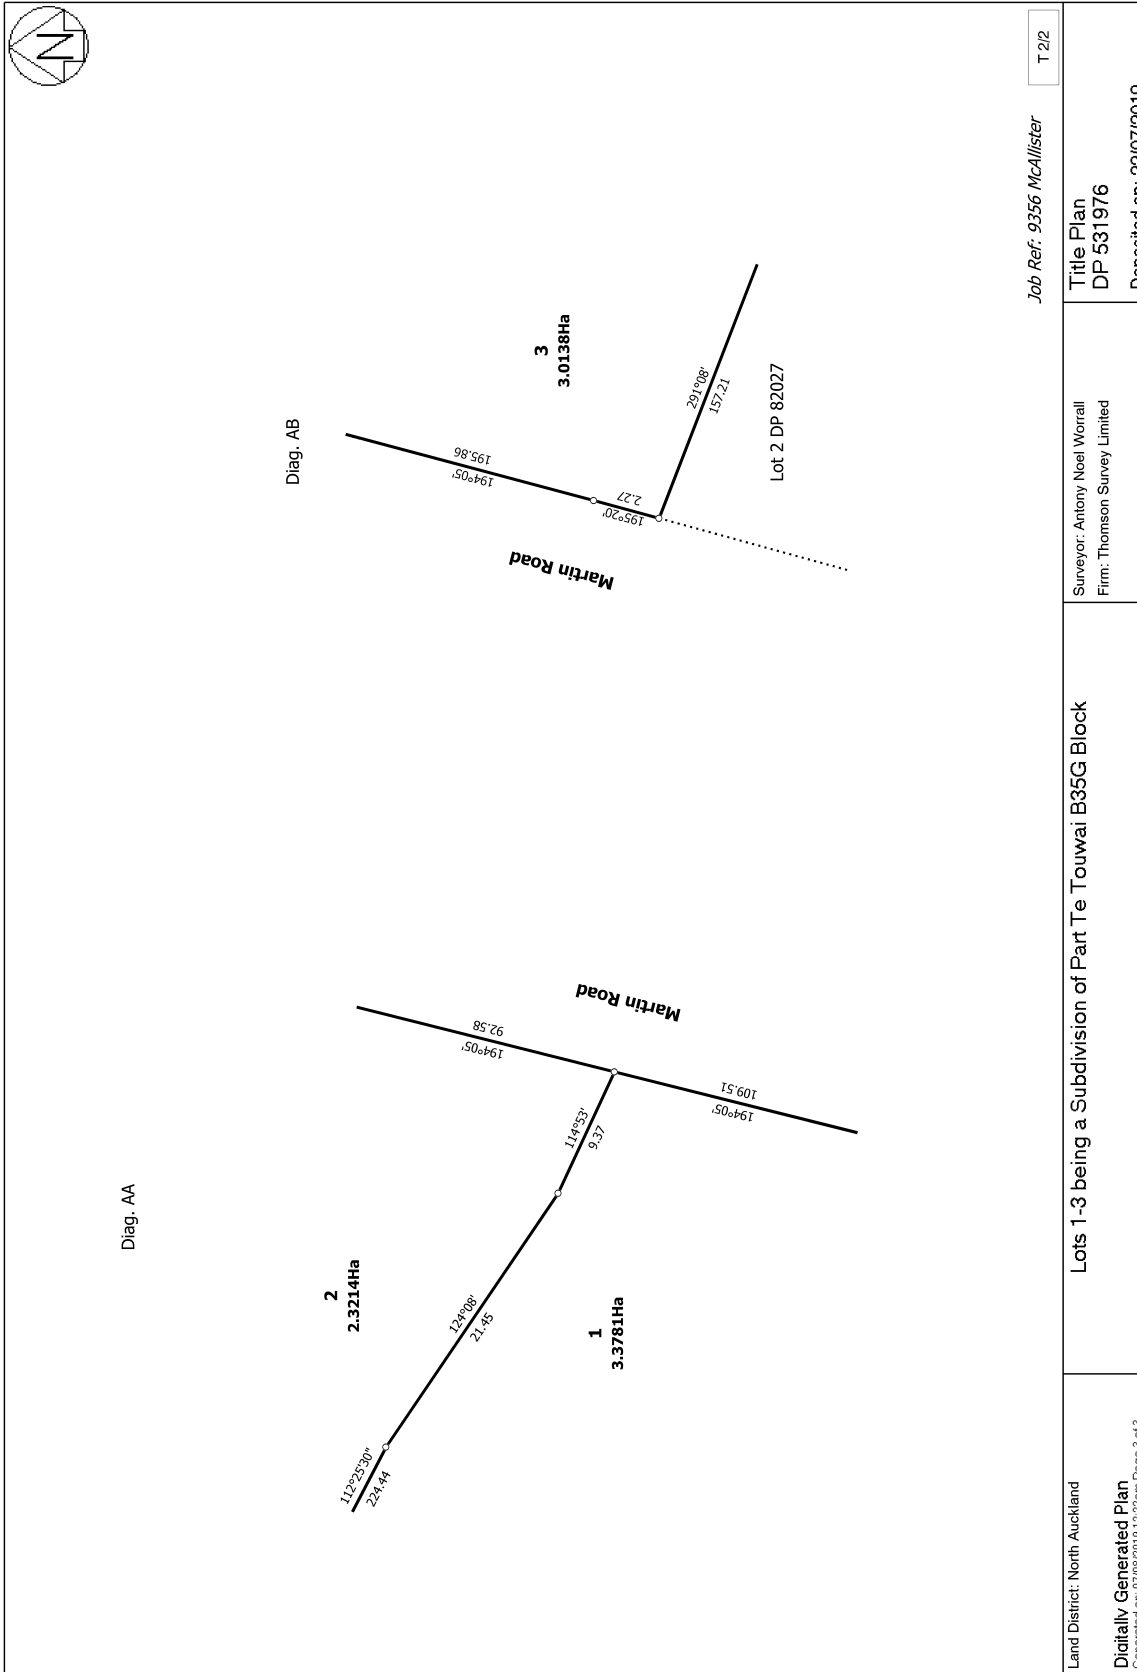 N
T 2/2
Job Ref: 9356 McAllister
Diag. AA
2
2.3214Ha
1
3.3781Ha
112°25'30"
224.44
124°08'
21.45
114°53'
9.37
92.58
194°05'
109.51
194°05'
Martin Road
Diag. AB
195.86
194°05'
2.27
195°20'
Martin Road
3
3.0138Ha
291°08'
157.21
Lot 2 DP 82027
Land District: North Auckland
Digitally Generated Plan
Lots 1-3 being a Subdivision of Part Te Touwai B35G Block
Surveyor: Antony Noel Worrall
Firm: Thomson Survey Limited
Title Plan
DP 531976